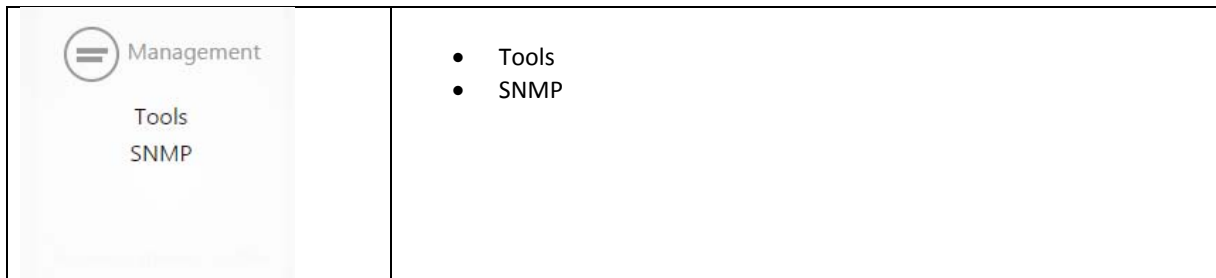 Management
Tools
SNMP
• Tools
• SNMP